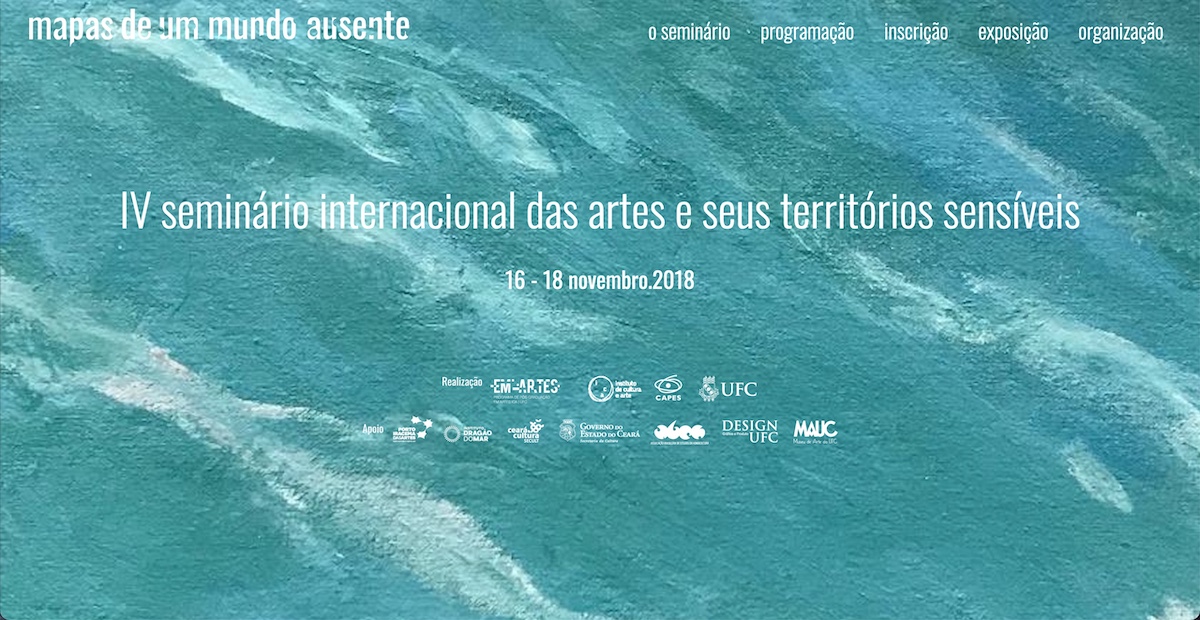 mapas de um mundo ausente
o seminário programação inscrição exposição organização
IV seminário internacional das artes e seus territórios sensíveis
16 - 18 novembro.2018
Realização
EM-ARTES
instituto de cultura e arte
CAPES
UFC
Apoio
PORTO IRACEMA DAS ARTES
DRAGÃO DO MAR
ceará cultura SECULT
GOVERNO DO ESTADO DO CEARÁ
Secretaria da Cultura
DESIGN UFC
MAUC
Museu de Arte da UFC